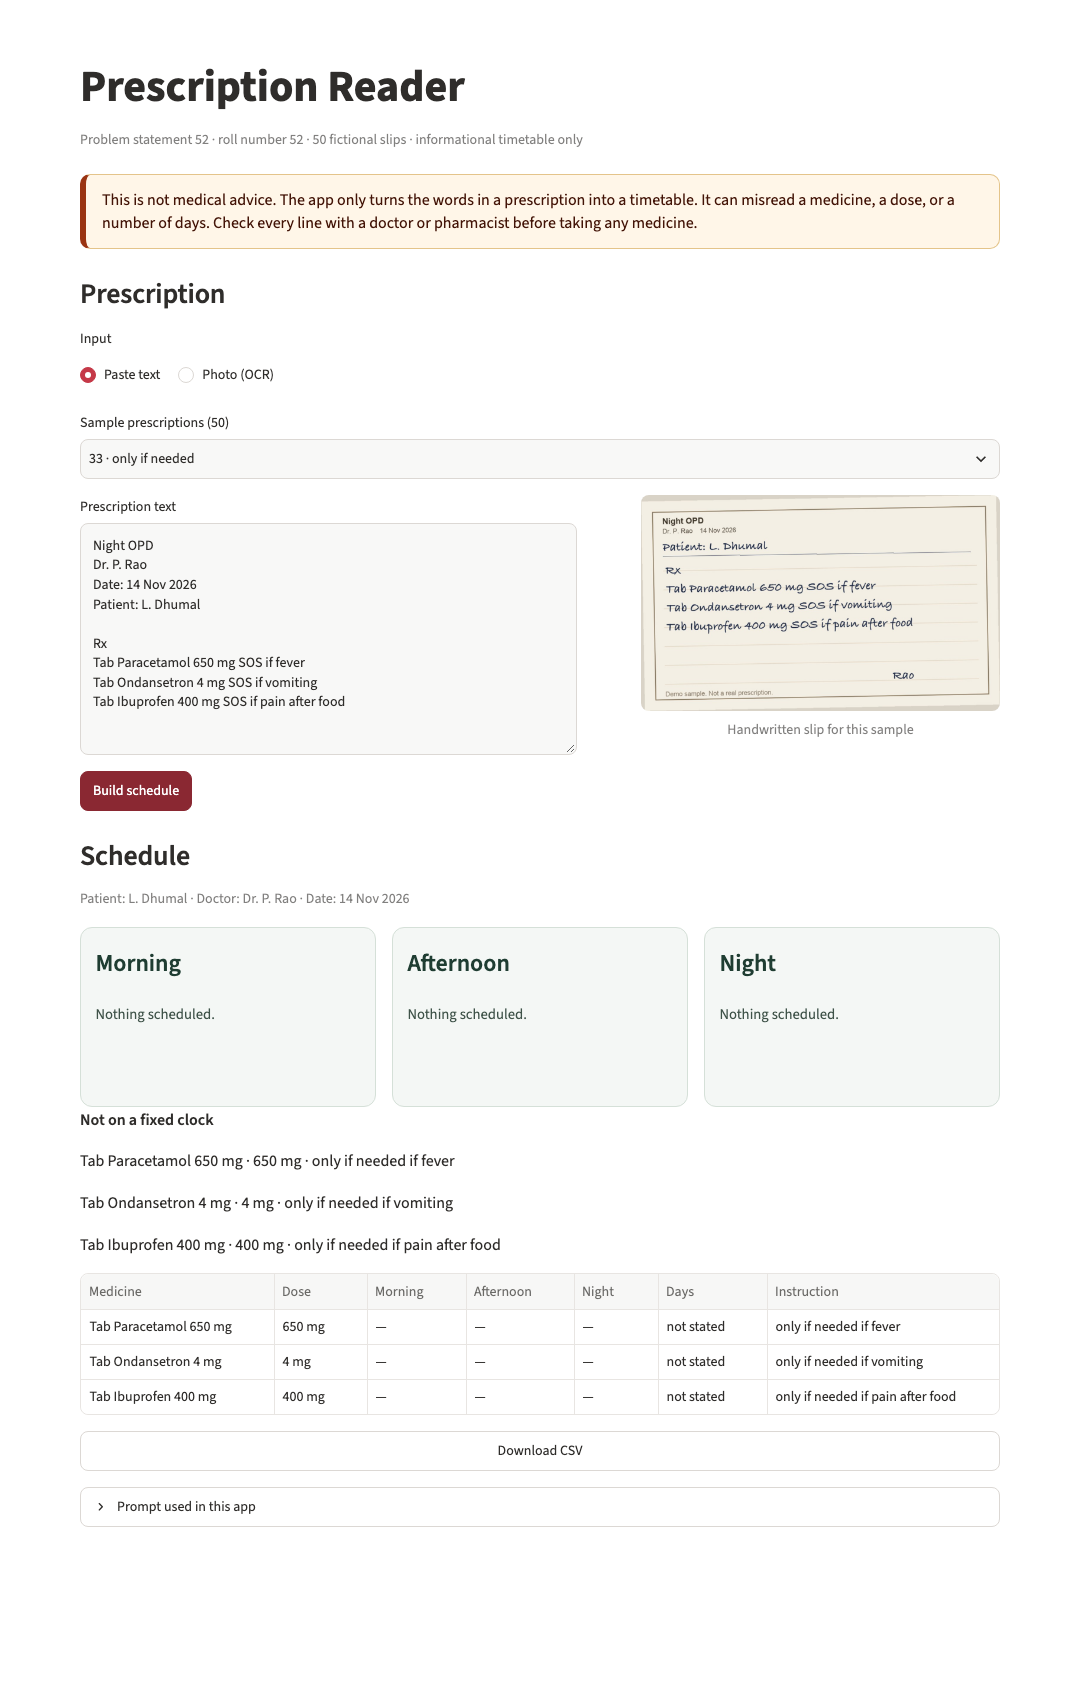 Prescription Reader
Problem statement 52 · roll number 52 · 50 fictional slips · informational timetable only
This is not medical advice. The app only turns the words in a prescription into a timetable. It can misread a medicine, a dose, or a
number of days. Check every line with a doctor or pharmacist before taking any medicine.
Prescription
Input
Paste text Photo (OCR)
Sample prescriptions (50)
33 · only if needed
Prescription text
Night OPD
Dr. P. Rao
Date: 14 Nov 2026
Patient: L. Dhumal
Rx
Tab Paracetamol 650 mg SOS if fever
Tab Ondansetron 4 mg SOS if vomiting
Tab Ibuprofen 400 mg SOS if pain after food
Night OPD
Dr. P. Rao 14 Nov 2026
Patient: L. Dhumal
Rx
Tab Paracetamol 650 mg SOS if fever
Tab Ondansetron 4 mg SOS if vomiting
Tab Ibuprofen 400 mg SOS if pain after food
Rao
Demo sample. Not a real prescription.
Handwritten slip for this sample
Build schedule
Schedule
Patient: L. Dhumal · Doctor: Dr. P. Rao · Date: 14 Nov 2026
Morning Afternoon Night
Nothing scheduled. Nothing scheduled. Nothing scheduled.
Not on a fixed clock
Tab Paracetamol 650 mg · 650 mg · only if needed if fever
Tab Ondansetron 4 mg · 4 mg · only if needed if vomiting
Tab Ibuprofen 400 mg · 400 mg · only if needed if pain after food
Medicine Dose Morning Afternoon Night Days Instruction
Tab Paracetamol 650 mg 650 mg — — — not stated only if needed if fever
Tab Ondansetron 4 mg 4 mg — — — not stated only if needed if vomiting
Tab Ibuprofen 400 mg 400 mg — — — not stated only if needed if pain after food
Download CSV
Prompt used in this app